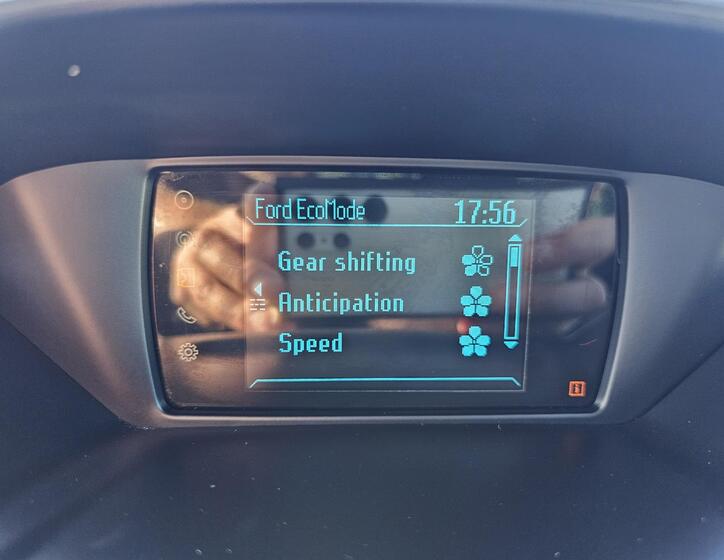 Ford EcoMode 17:56
Gear shifting
Anticipation
Speed